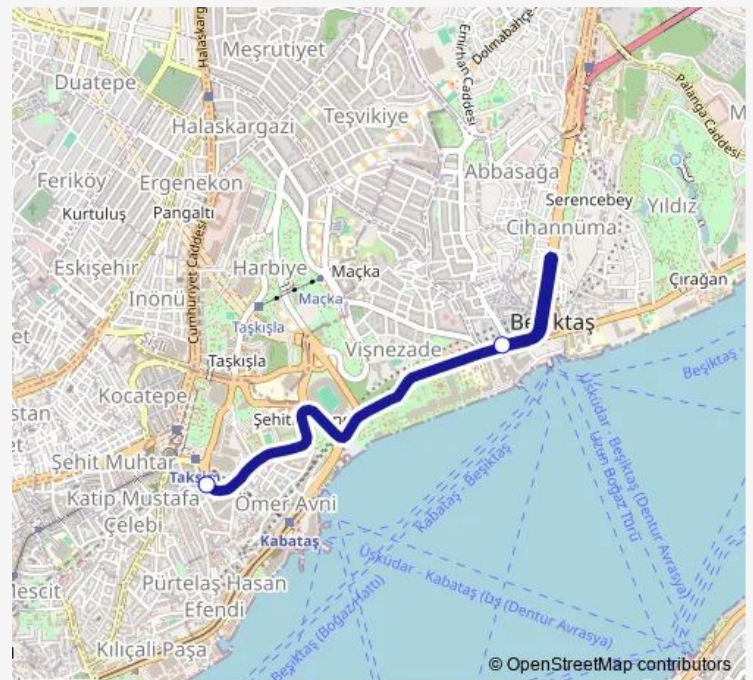 Halaskarg
Meşrutiyet
Emirhan Caddesi
Dolmabahçe
Duatepe
Palanga Caddesi
Halaskargazi
Teşvikiye
Abbasağa
Feriköy
Ergenekon
Serencebey
Yıldız
Kurtuluş
Pangaltı
Cihannüma
Cumhuriyet Caddesi
Eskişehir
Harbiye
Maçka
Çırağan
İnönü
Maçka
Taşkışla
Taşkışla
Vişnezade
Beşiktaş
Kocatepe
Şehit
Şehit Muhtar
Taksim
Katip Mustafa
Çelebi
Ömer Avni
Kabataş
Kabataş - Beşiktaş
Beşiktaş -
Üsküdar - Beşiktaş (Dentur Avrasya)
Uzun Boğaz Turu
Üsküdar - Kabataş (Dentur Avrasya)
Beşiktaş (Boğaz Hattı)
Pürtelaş Hasan
Efendi
Kılıçali Paşa
© OpenStreetMap contributors